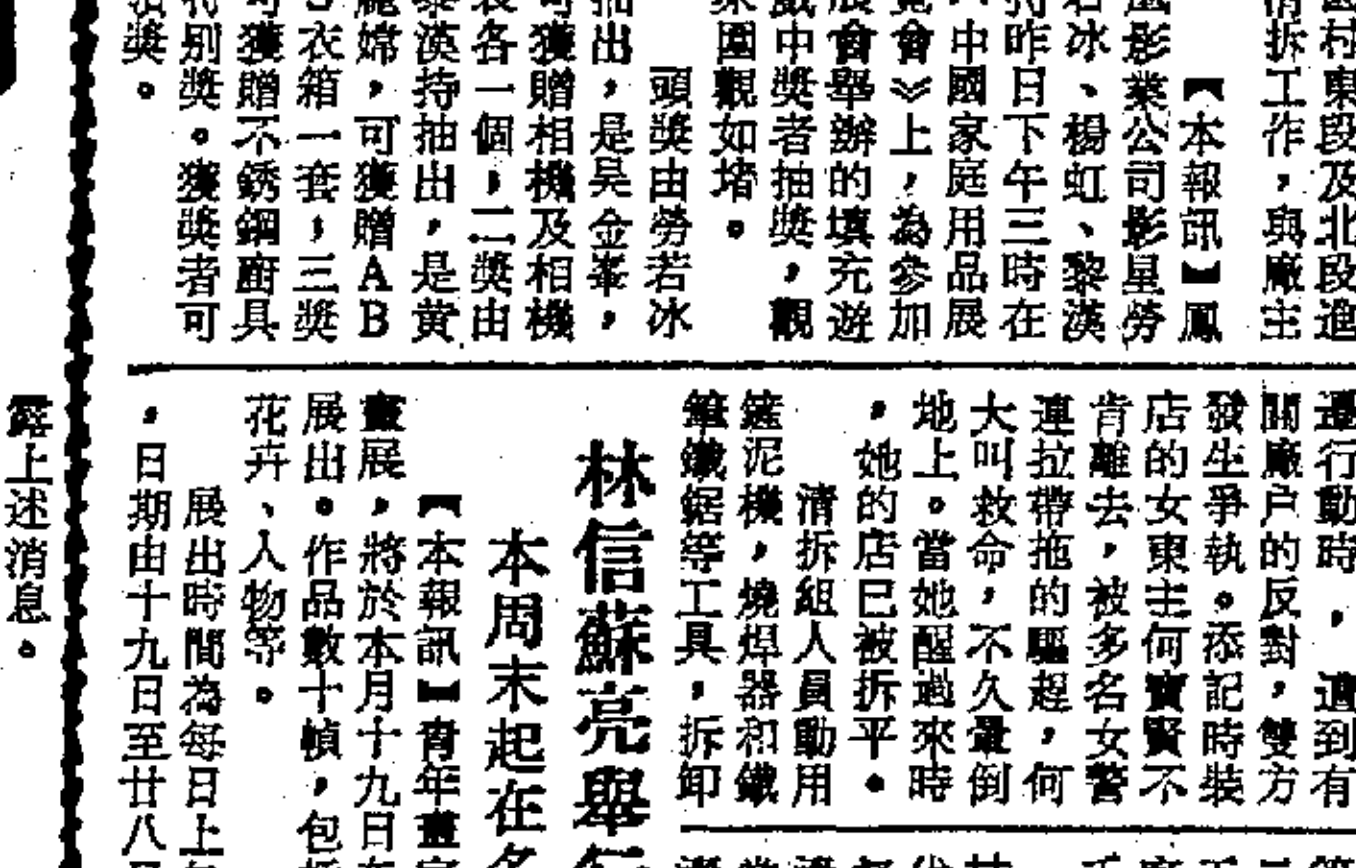 園村東段及北段進
清拆工作，與廠主
【本報訊】鳳
凰影業公司影星勞
若冰、楊虹、黎漢
持昨日下午三時在
中國家庭用品展
覽會》上，為參加
展會舉辦的填充遊
戲中獎者抽獎，觀
眾圍觀如堵。
頭獎由勞若冰
抽出，是吳金峯，
可獲贈相機及相機
袋各一個，二獎由
黎漢持抽出，是黃
麗嫦，可獲贈AB
S衣箱一套，三獎
可獲贈不銹鋼廚具
特別獎。獲獎者可
領獎。
遷行動時，遭到有
關廠户的反對，雙方
發生爭執。添記時裝
店的女東主何寶賢不
肯離去，被多名女警
連拉帶拖的驅趕，何
大叫救命，不久暈倒
地上。當她醒過來時
，她的店已被拆平。
清拆組人員動用
鏟泥機，燒焊器和鐵
筆鐵鋸等工具，拆卸
林信蘇亮舉行
本周末起在
【本報訊】青年畫家
畫展，將於本月十九日在
展出。作品數十幀，包括
花卉、人物等。
展出時間為每日上
，日期由十九日至廿八日
露上述消息。